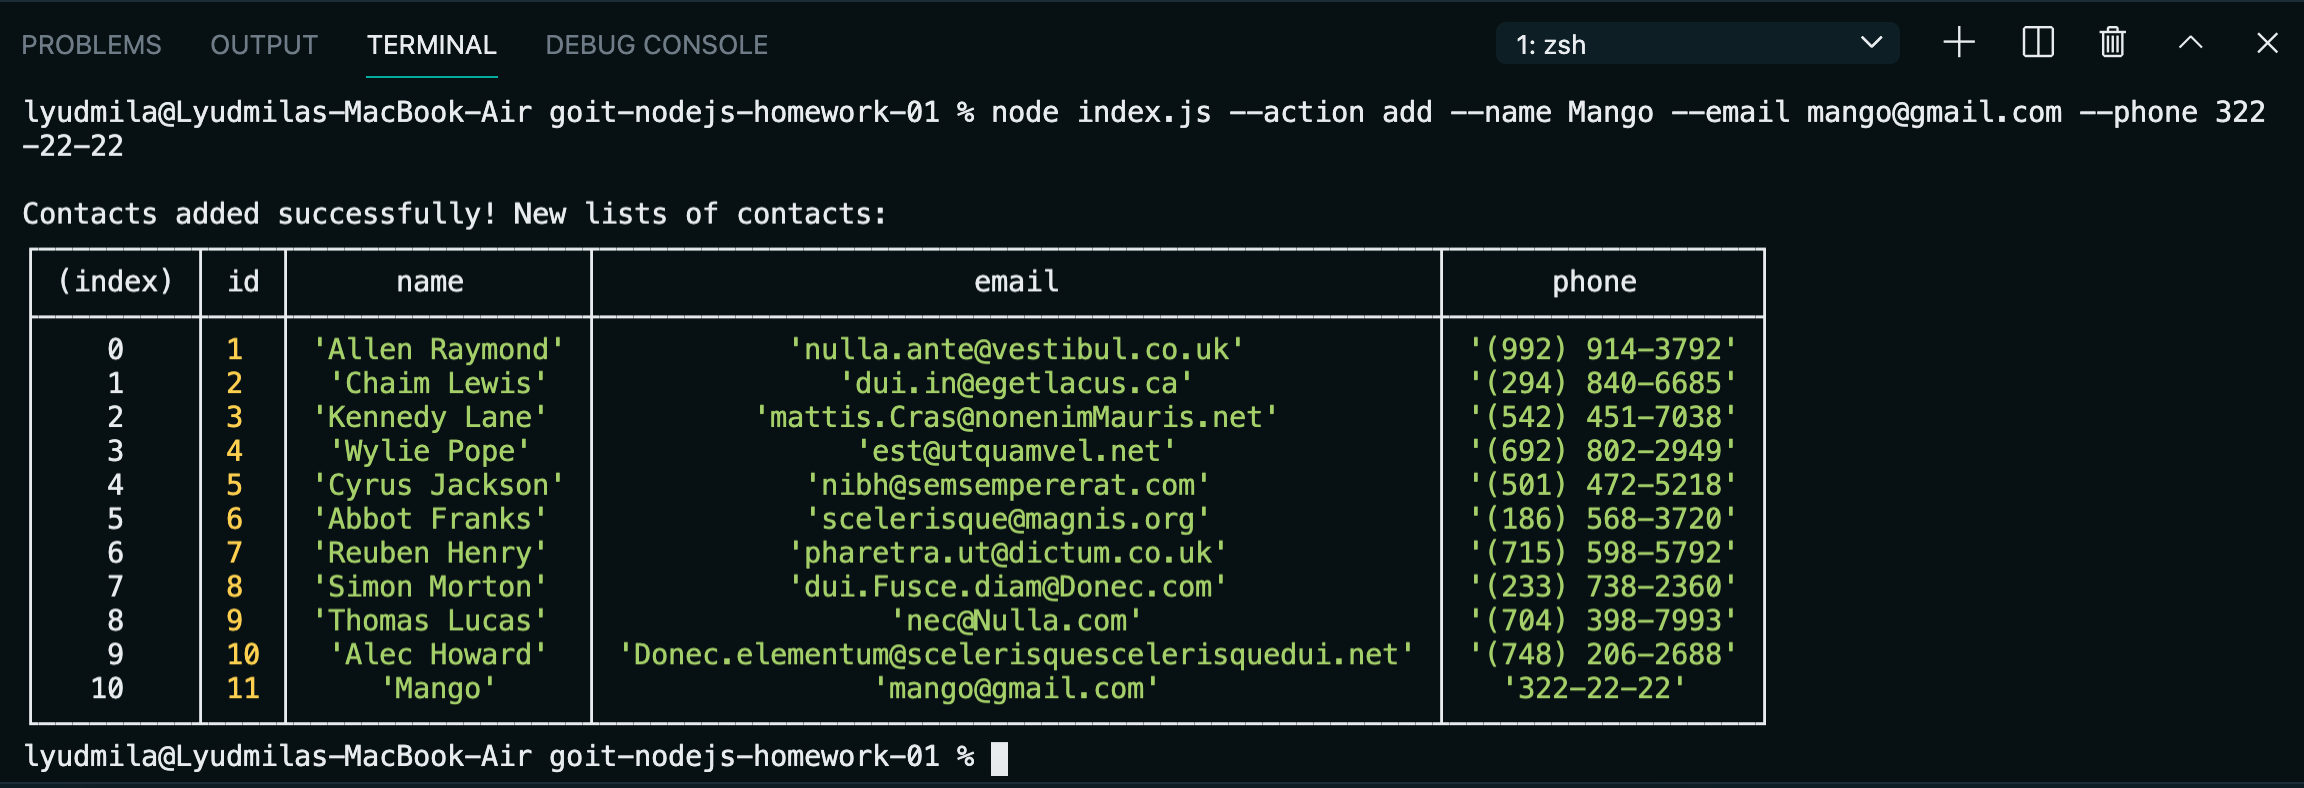 PROBLEMS OUTPUT TERMINAL DEBUG CONSOLE 1: zsh
lyudmila@Lyudmilas-MacBook-Air goit-nodejs-homework-01 % node index.js --action add --name Mango --email mango@gmail.com --phone 322
-22-22
Contacts added successfully! New lists of contacts:
(index) id name email phone
0 1 'Allen Raymond' 'nulla.ante@vestibul.co.uk' '(992) 914-3792'
1 2 'Chaim Lewis' 'dui.in@egetlacus.ca' '(294) 840-6685'
2 3 'Kennedy Lane' 'mattis.Cras@nonenimMauris.net' '(542) 451-7038'
3 4 'Wylie Pope' 'est@utquamvel.net' '(692) 802-2949'
4 5 'Cyrus Jackson' 'nibh@semsempererat.com' '(501) 472-5218'
5 6 'Abbot Franks' 'scelerisque@magnis.org' '(186) 568-3720'
6 7 'Reuben Henry' 'pharetra.ut@dictum.co.uk' '(715) 598-5792'
7 8 'Simon Morton' 'dui.Fusce.diam@Donec.com' '(233) 738-2360'
8 9 'Thomas Lucas' 'nec@Nulla.com' '(704) 398-7993'
9 10 'Alec Howard' 'Donec.elementum@scelerisquescelerisquedui.net' '(748) 206-2688'
10 11 'Mango' 'mango@gmail.com' '322-22-22'
lyudmila@Lyudmilas-MacBook-Air goit-nodejs-homework-01 %